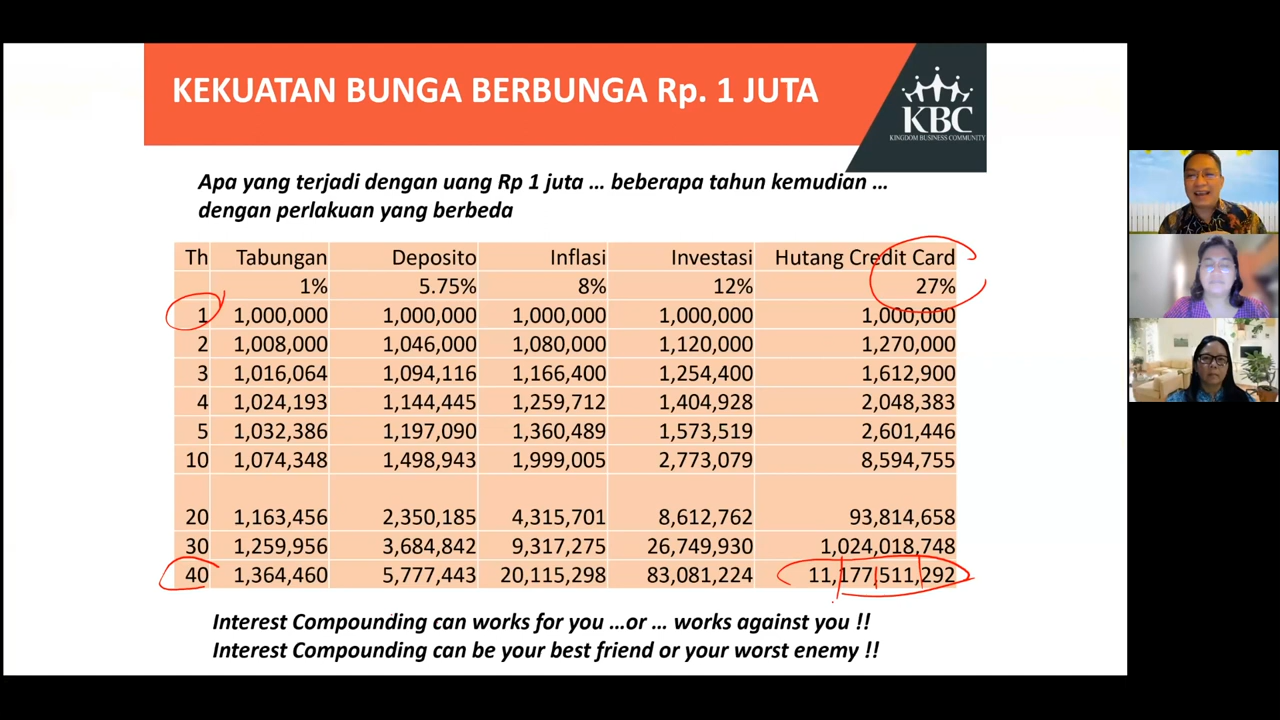 KEKUATAN BUNGA BERBUNGA Rp. 1 JUTA
KBC
KINGDOM BUSINESS COMMUNITY
Apa yang terjadi dengan uang Rp 1 juta … beberapa tahun kemudian …
dengan perlakuan yang berbeda
Th Tabungan Deposito Inflasi Investasi Hutang Credit Card
1% 5.75% 8% 12% 27%
1 1,000,000 1,000,000 1,000,000 1,000,000 1,000,000
2 1,008,000 1,046,000 1,080,000 1,120,000 1,270,000
3 1,016,064 1,094,116 1,166,400 1,254,400 1,612,900
4 1,024,193 1,144,445 1,259,712 1,404,928 2,048,383
5 1,032,386 1,197,090 1,360,489 1,573,519 2,601,446
10 1,074,348 1,498,943 1,999,005 2,773,079 8,594,755
20 1,163,456 2,350,185 4,315,701 8,612,762 93,814,658
30 1,259,956 3,684,842 9,317,275 26,749,930 1,024,018,748
40 1,364,460 5,777,443 20,115,298 83,081,224 11,177,511,292
Interest Compounding can works for you …or … works against you !!
Interest Compounding can be your best friend or your worst enemy !!